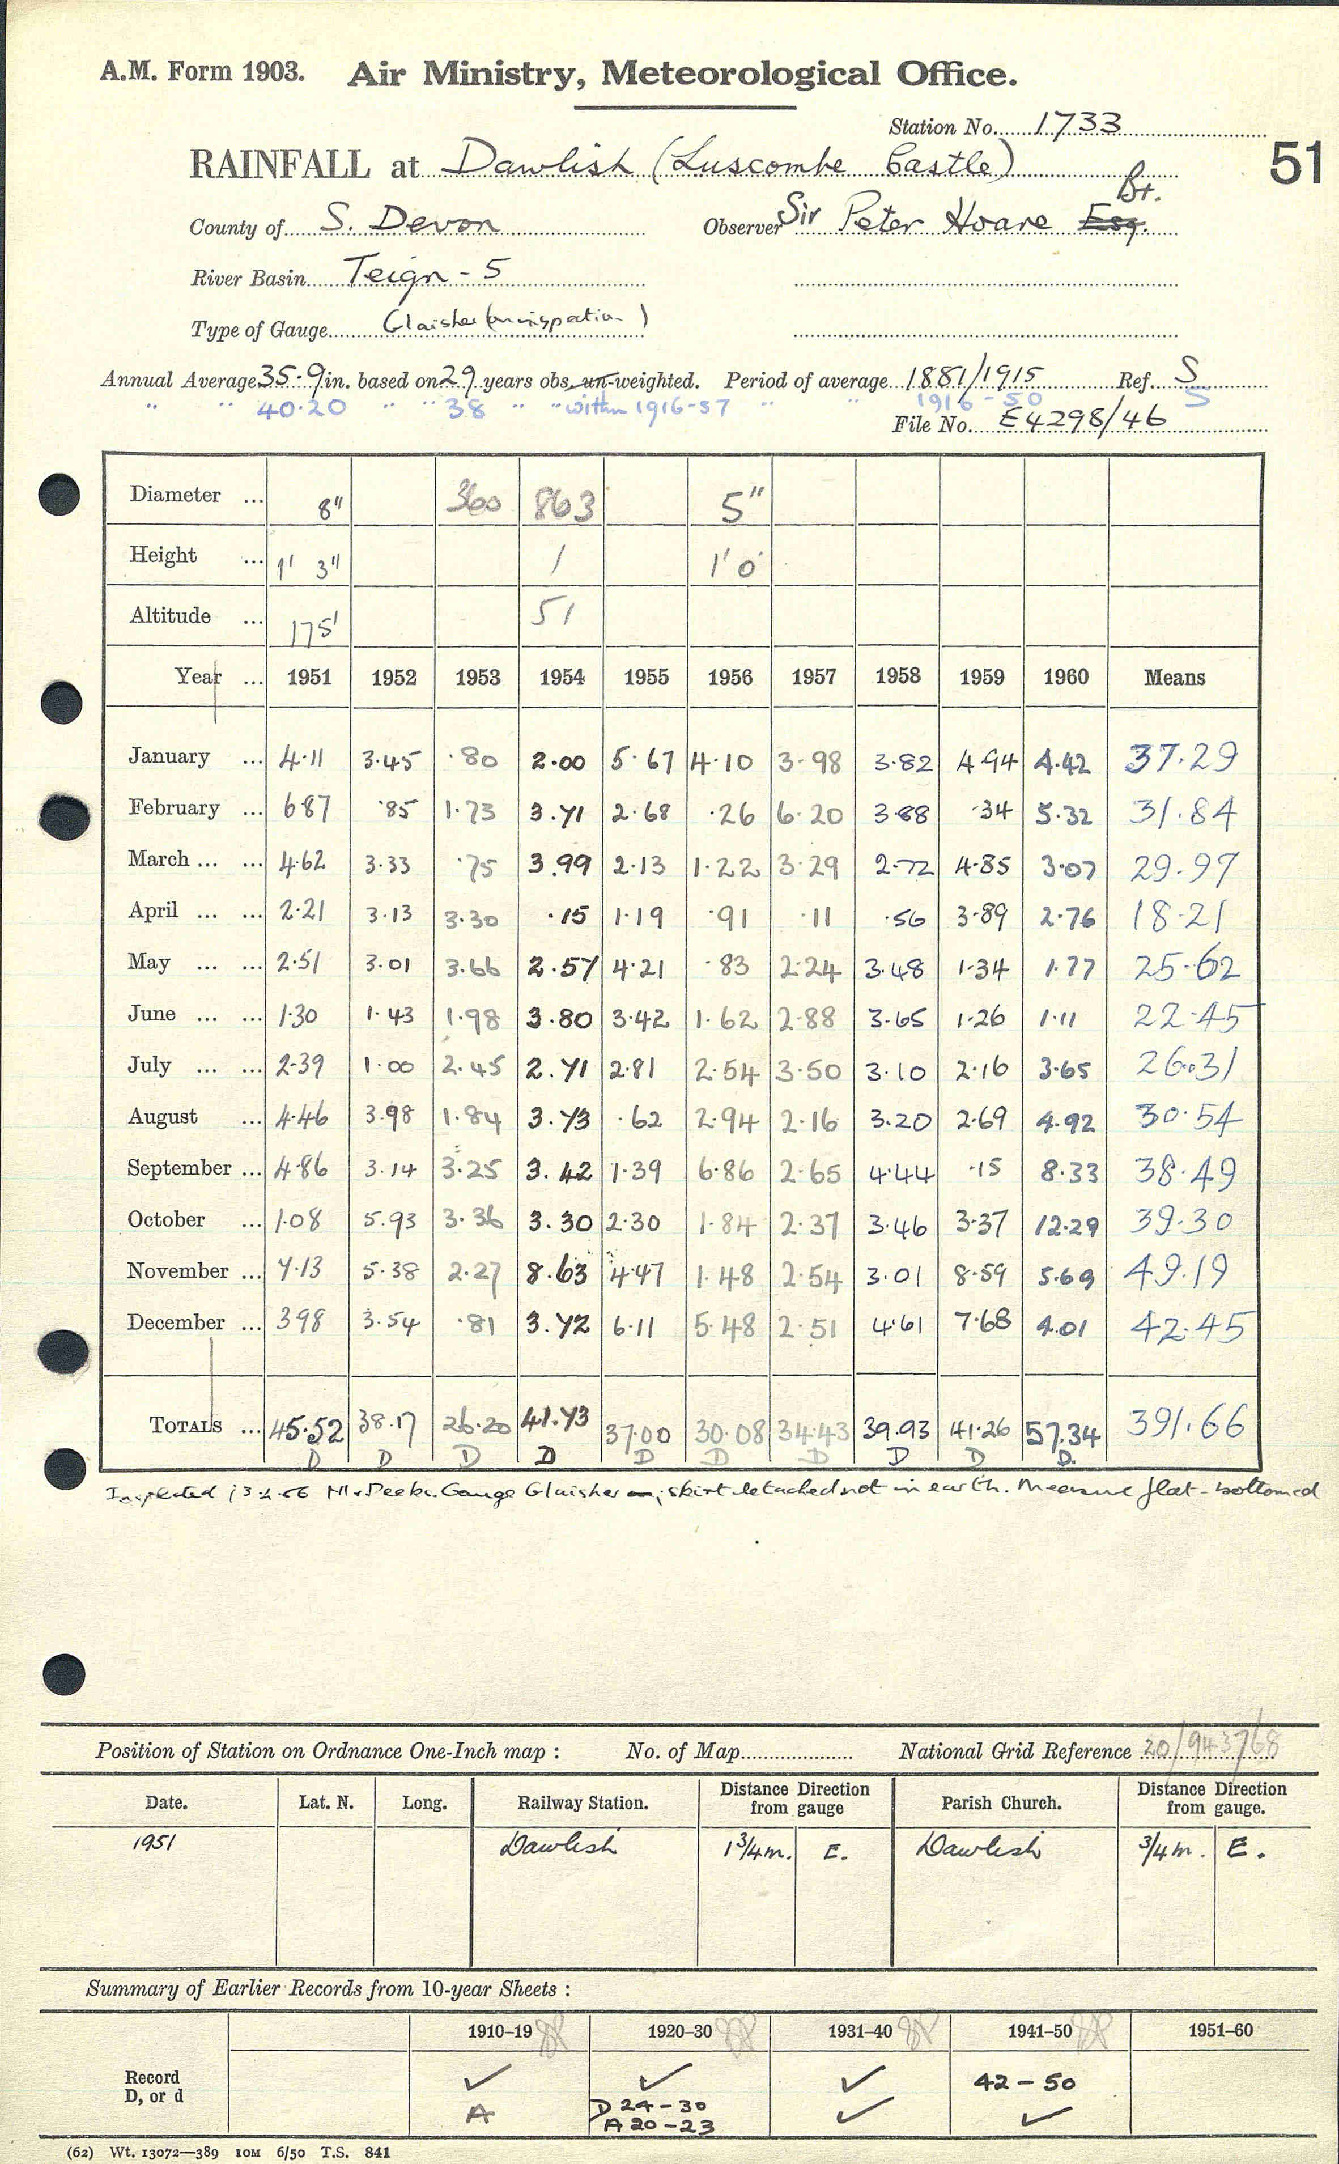 A.M. Form 1903. Air Ministry, Meteorological Office.
Station No. 1733
RAINFALL at Dawlish (Luscombe Castle) 51
Bt.
County of S. Devon Observer Sir Peter Hoare Esq.
River Basin Teign - 5
Type of Gauge Glaisher (on inspection)
Annual Average 35.9 in. based on 29 years obs. un-weighted. Period of average 1881/1915 Ref. S
" " 40.20 " " 38 " " within 1916-57 " " 1916-50 S
File No. E4298/46
Diameter ... 8" 360 863 5"
Height ... 1' 3" 1 1' 0"
Altitude ... 175' 51
Year ... 1951 1952 1953 1954 1955 1956 1957 1958 1959 1960 Means
January ... 4.11 3.45 .80 2.00 5.67 4.10 3.98 3.82 4.94 4.42 37.29
February ... 6.87 .85 1.73 3.71 2.68 .26 6.20 3.88 .34 5.32 31.84
March ... ... 4.62 3.33 .75 3.99 2.13 1.22 3.29 2.72 4.85 3.07 29.97
April ... ... 2.21 3.13 3.30 .15 1.19 .91 .11 .56 3.89 2.76 18.21
May ... ... 2.51 3.01 3.66 2.57 4.21 .83 2.24 3.48 1.34 1.77 25.62
June ... ... 1.30 1.43 1.98 3.80 3.42 1.62 2.88 3.65 1.26 1.11 22.45
July ... ... 2.39 1.00 2.45 2.71 2.81 2.54 3.50 3.10 2.16 3.65 26.31
August ... 4.46 3.98 1.84 3.73 .62 2.94 2.16 3.20 2.69 4.92 30.54
September ... 4.86 3.14 3.25 3.42 1.39 6.86 2.65 4.44 .15 8.33 38.49
October ... 1.08 5.93 3.36 3.30 2.30 1.84 2.37 3.46 3.37 12.29 39.30
November ... 7.13 5.38 2.27 8.63 4.47 1.48 2.54 3.01 8.59 5.69 49.19
December ... 3.98 3.54 .81 3.72 6.11 5.48 2.51 4.61 7.68 4.01 42.45
TOTALS ... 45.52 38.17 26.20 41.73 37.00 30.08 34.43 39.93 41.26 57.34 391.66
D D D D D D D D D D.
Inspected Gauge Glaisher skirt detached not in earth. Measure flat-bottomed
Position of Station on Ordnance One-Inch map : No. of Map National Grid Reference 20/943768
Date. Lat. N. Long. Railway Station. Distance Direction from gauge Parish Church. Distance Direction from gauge.
1951 Dawlish 1 3/4 m. E. Dawlish 3/4 m. E.
Summary of Earlier Records from 10-year Sheets :
1910–19 1920–30 1931–40 1941–50 1951–60
Record D, or d ✓ ✓ ✓ 42 - 50
A D 24 - 30 ✓ ✓
A 20 - 23
(62) Wt. 13072—389 10M 6/50 T.S. 841